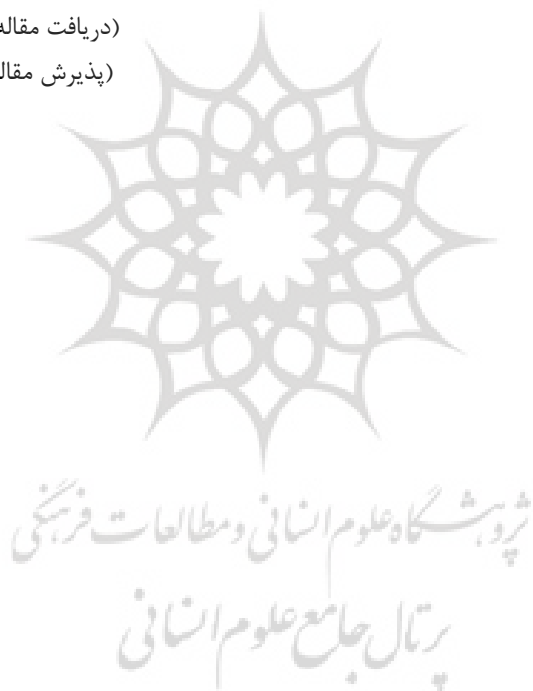 (دریافت مقاله
(پذیرش مقال
پژوهشگاه علوم انسانی و مطالعات فرهنگی
پرتال جامع علوم انسانی